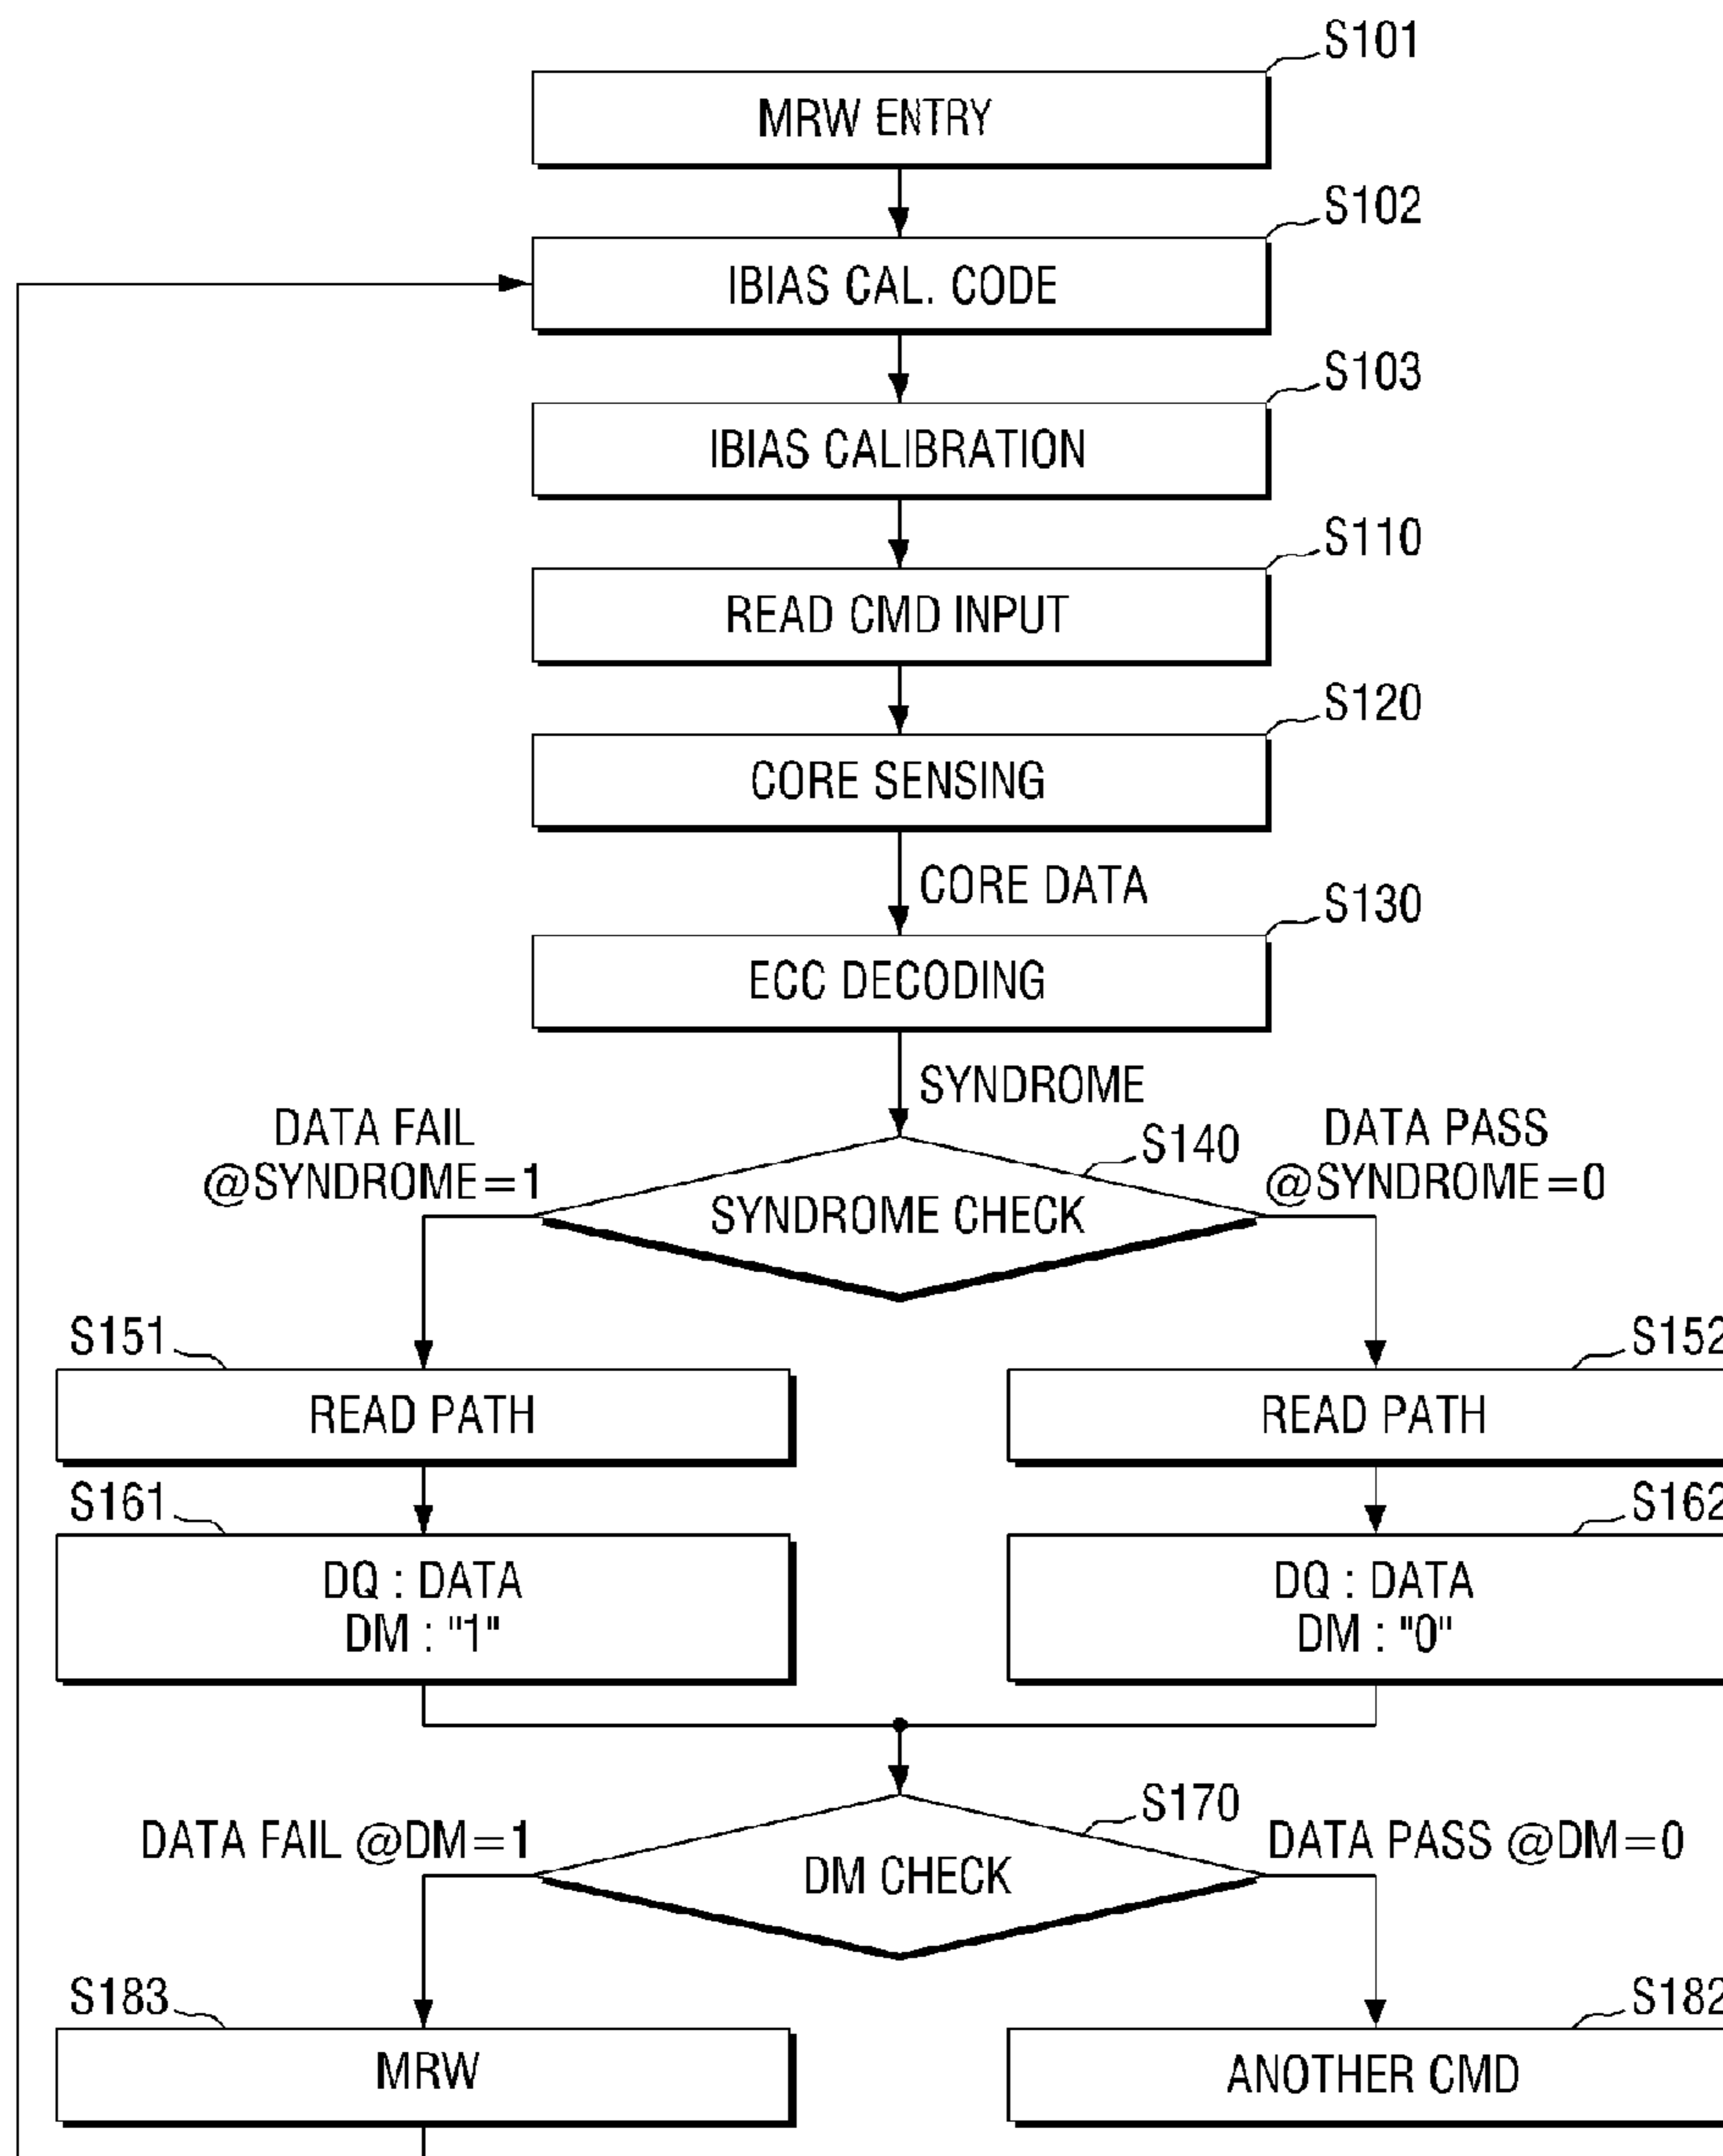 S101
MRW ENTRY
S102
IBIAS CAL. CODE
S103
IBIAS CALIBRATION
S110
READ CMD INPUT
S120
CORE SENSING
CORE DATA
S130
ECC DECODING
SYNDROME
DATA FAIL
@SYNDROME=1
S140
DATA PASS
@SYNDROME=0
SYNDROME CHECK
S151
READ PATH
S152
READ PATH
S161
DQ : DATA
DM : "1"
S162
DQ : DATA
DM : "0"
S170
DATA FAIL @DM=1
DATA PASS @DM=0
DM CHECK
S183
MRW
S182
ANOTHER CMD